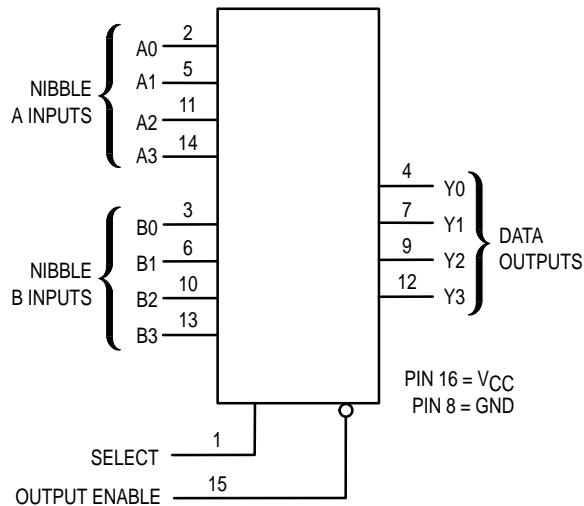 A0 2
A1 5
A2 11
A3 14
NIBBLE
A INPUTS
B0 3
B1 6
B2 10
B3 13
NIBBLE
B INPUTS
4 Y0
7 Y1
9 Y2
12 Y3
DATA
OUTPUTS
PIN 16 = VCC
PIN 8 = GND
SELECT 1
OUTPUT ENABLE 15